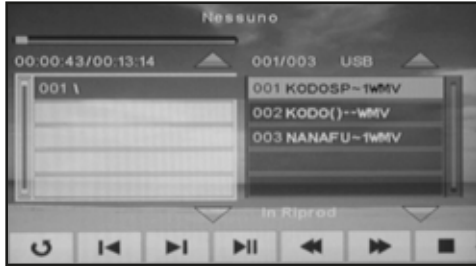 Nessuno
00:00:43/00:13:14
001/003 USB
001 \
001 KODOSP~1WMV
002 KODO()--WMV
003 NANAFU~1WMV
In Riprod